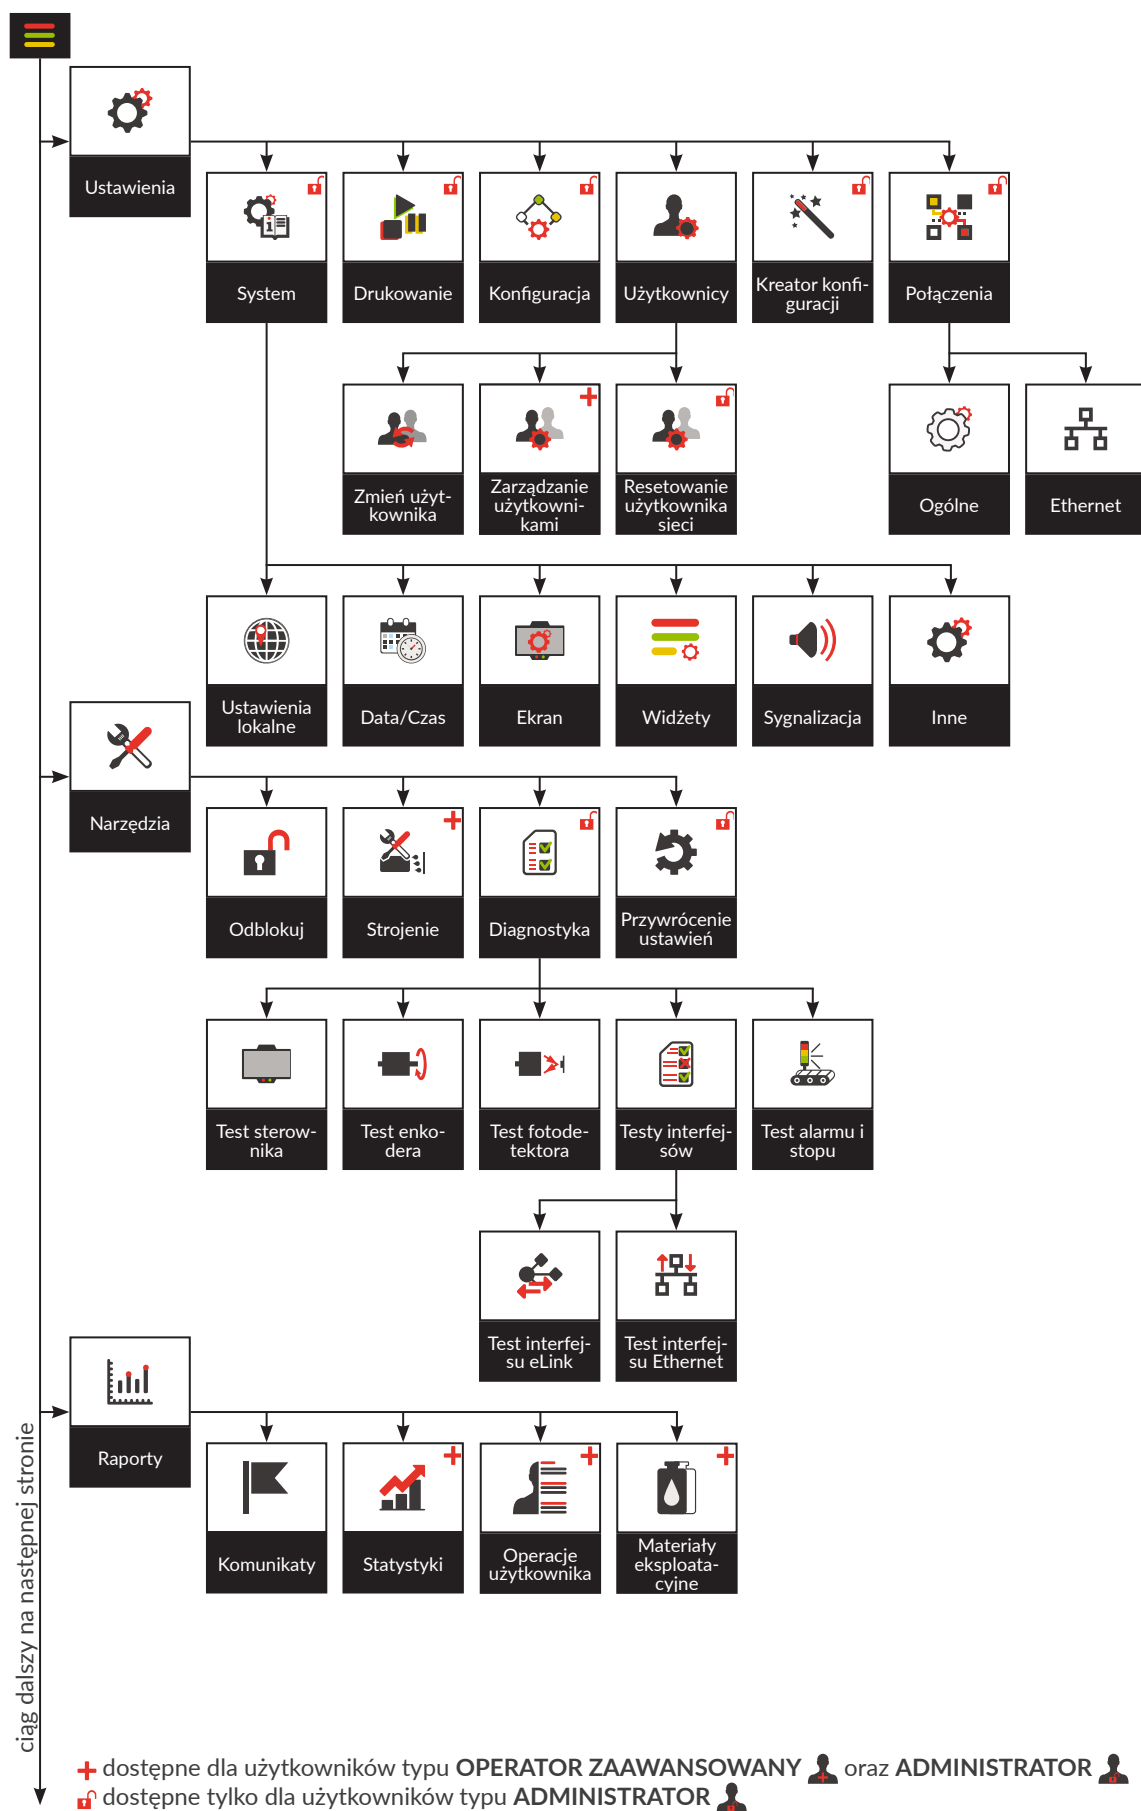 Ustawienia
System
Drukowanie
Konfiguracja
Użytkownicy
Kreator konfi-
guracji
Połączenia
Zmień użyt-
kownika
Zarządzanie
użytkowni-
kami
Resetowanie
użytkownika
sieci
Ogólne
Ethernet
Ustawienia
lokalne
Data/Czas
Ekran
Widżety
Sygnalizacja
Inne
Narzędzia
Odblokuj
Strojenie
Diagnostyka
Przywrócenie
ustawień
Test sterow-
nika
Test enko-
dera
Test fotode-
tektora
Testy interfej-
sów
Test alarmu i
stopu
Test interfej-
su eLink
Test interfej-
su Ethernet
Raporty
Komunikaty
Statystyki
Operacje
użytkownika
Materiały
eksploata-
cyjne
ciąg dalszy na następnej stronie
dostępne dla użytkowników typu OPERATOR ZAAWANSOWANY oraz ADMINISTRATOR
dostępne tylko dla użytkowników typu ADMINISTRATOR